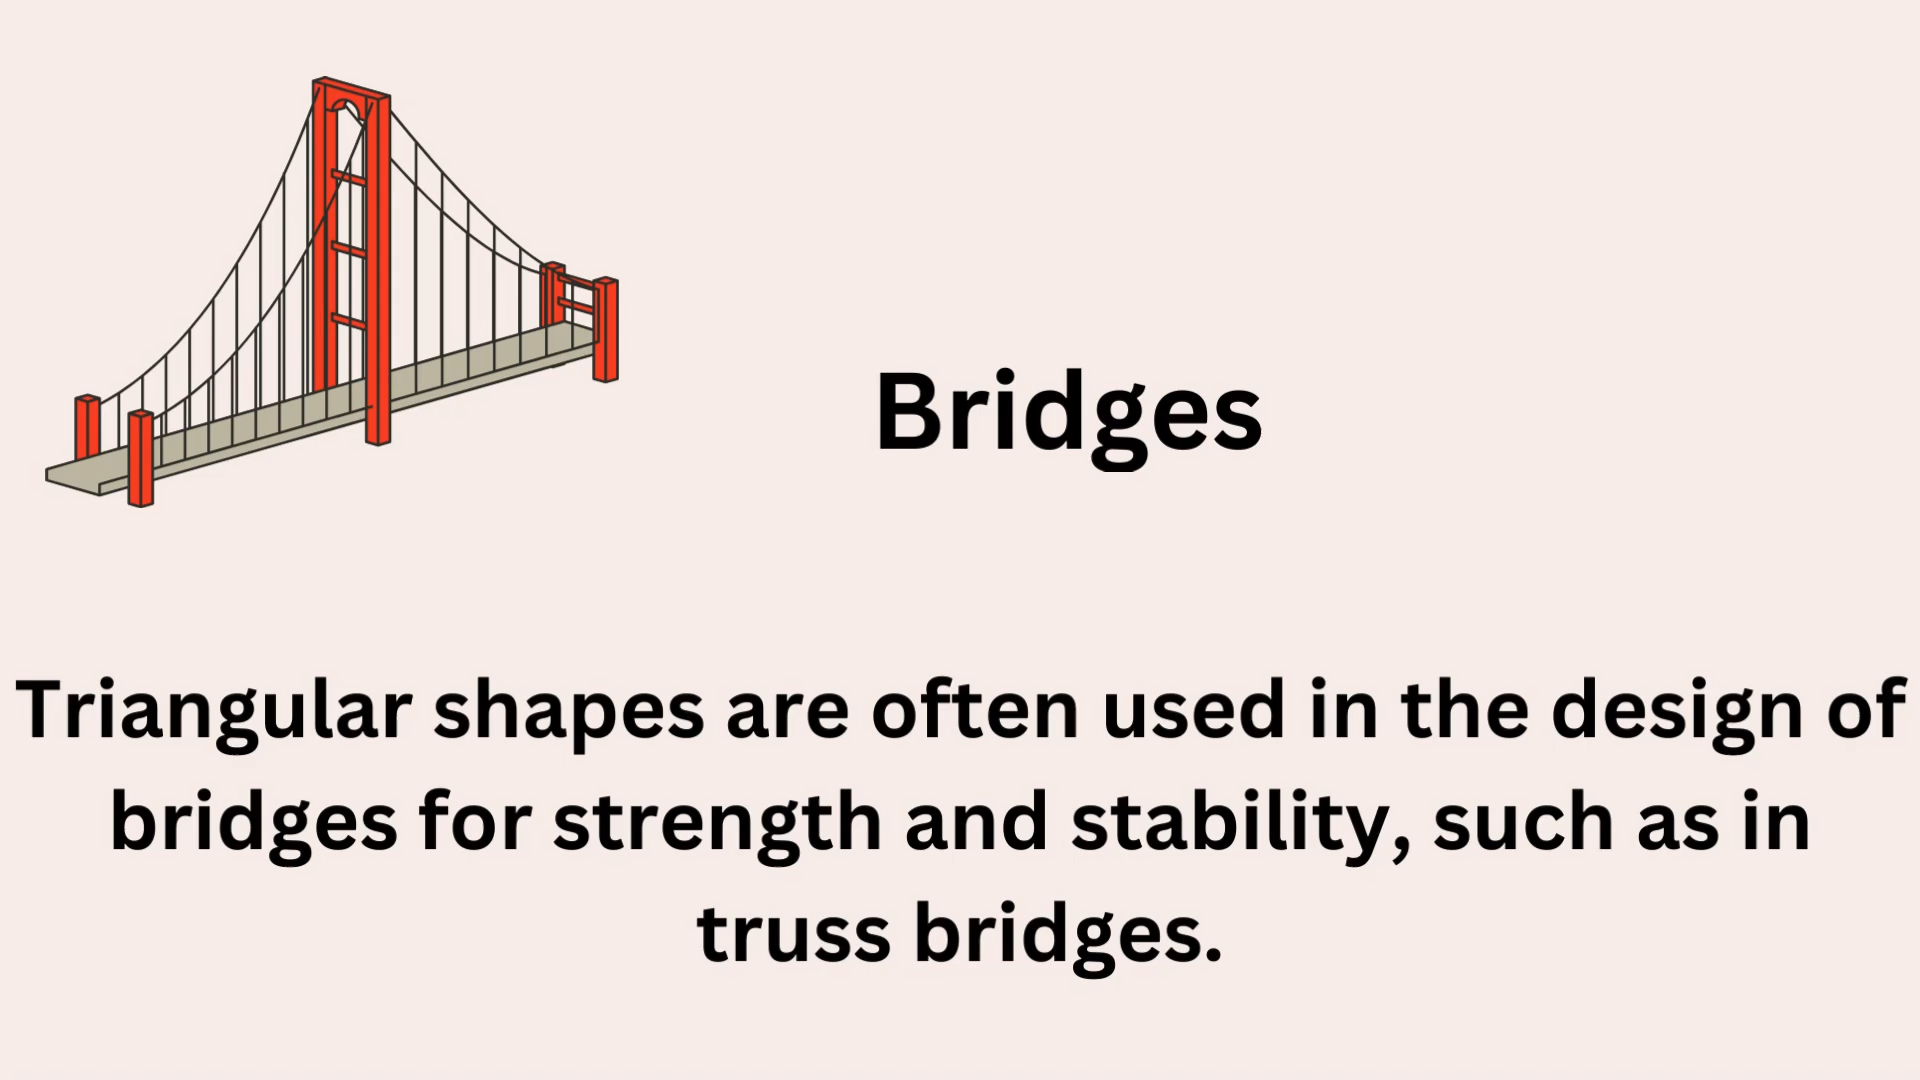 Bridges
Triangular shapes are often used in the design of
bridges for strength and stability, such as in
truss bridges.